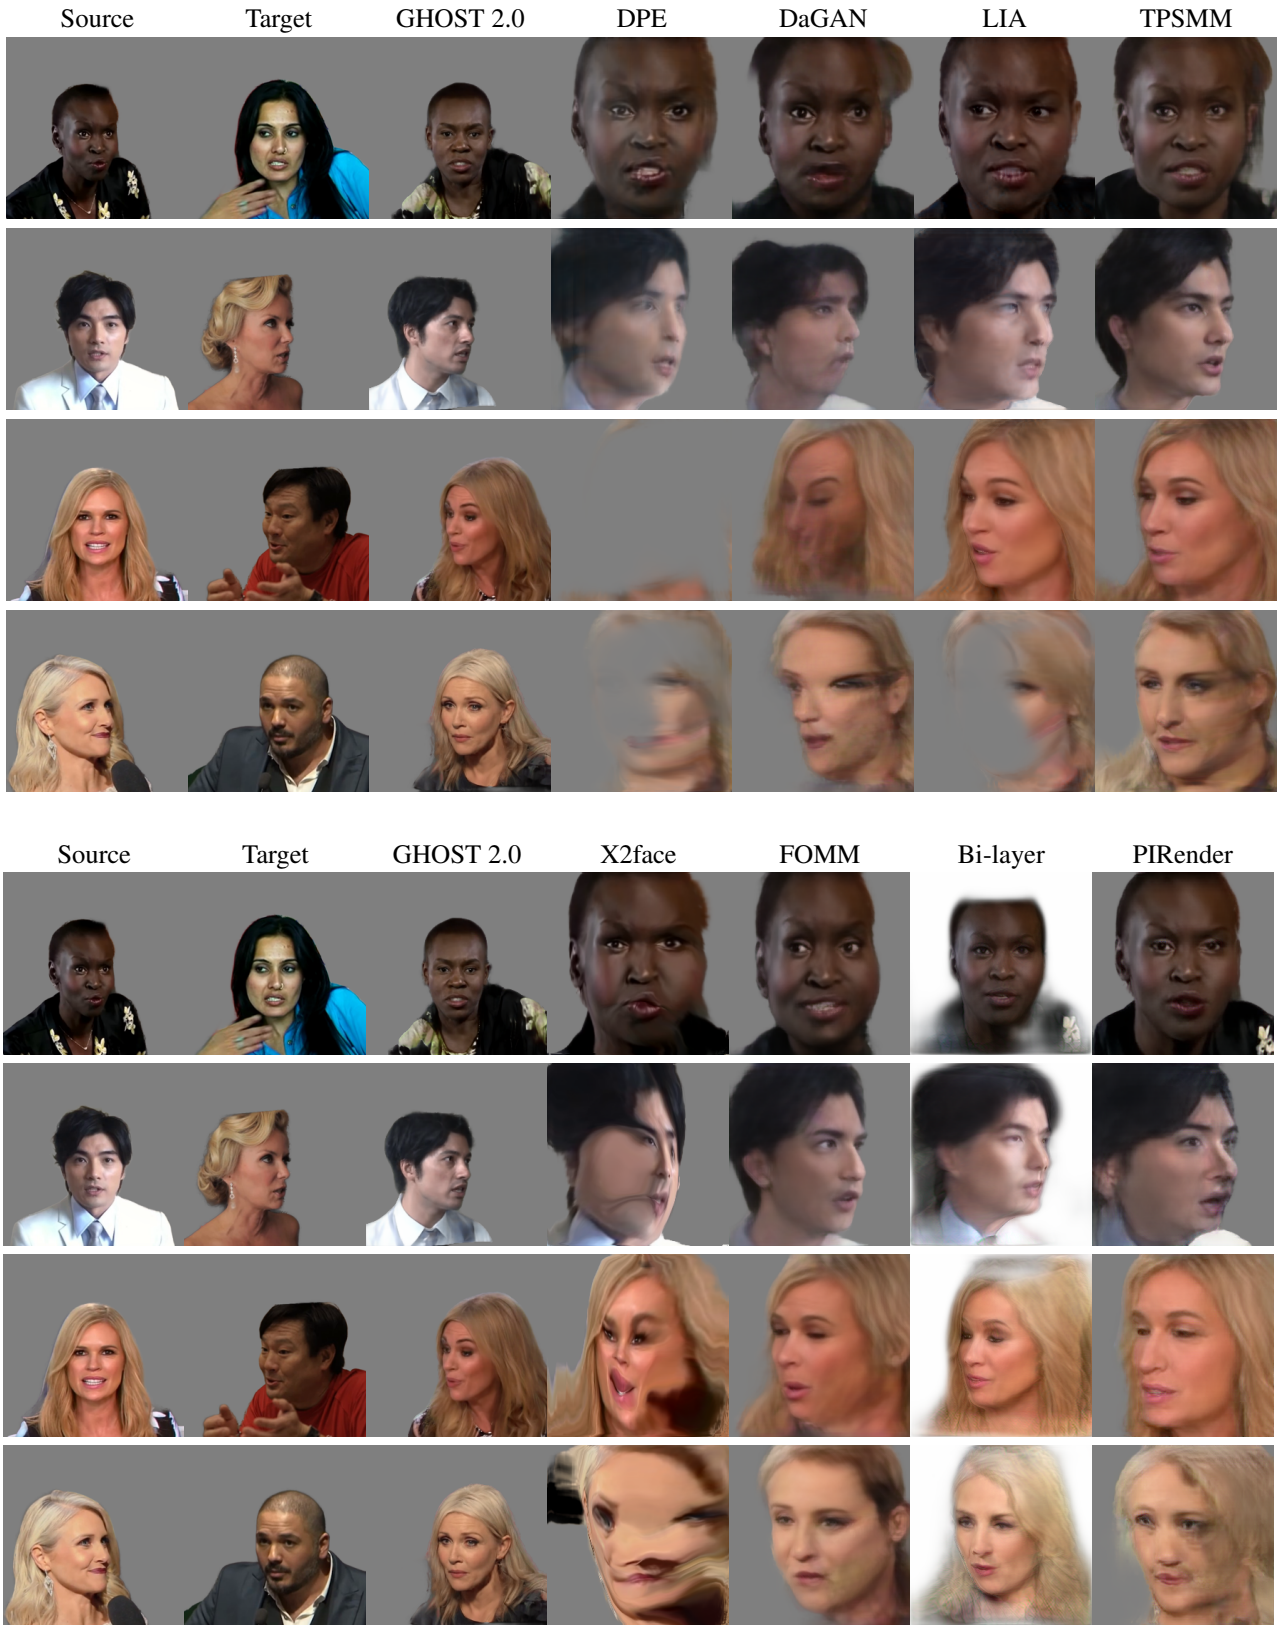 Source Target GHOST 2.0 DPE DaGAN LIA TPSMM
Source Target GHOST 2.0 X2face FOMM Bi-layer PIRender